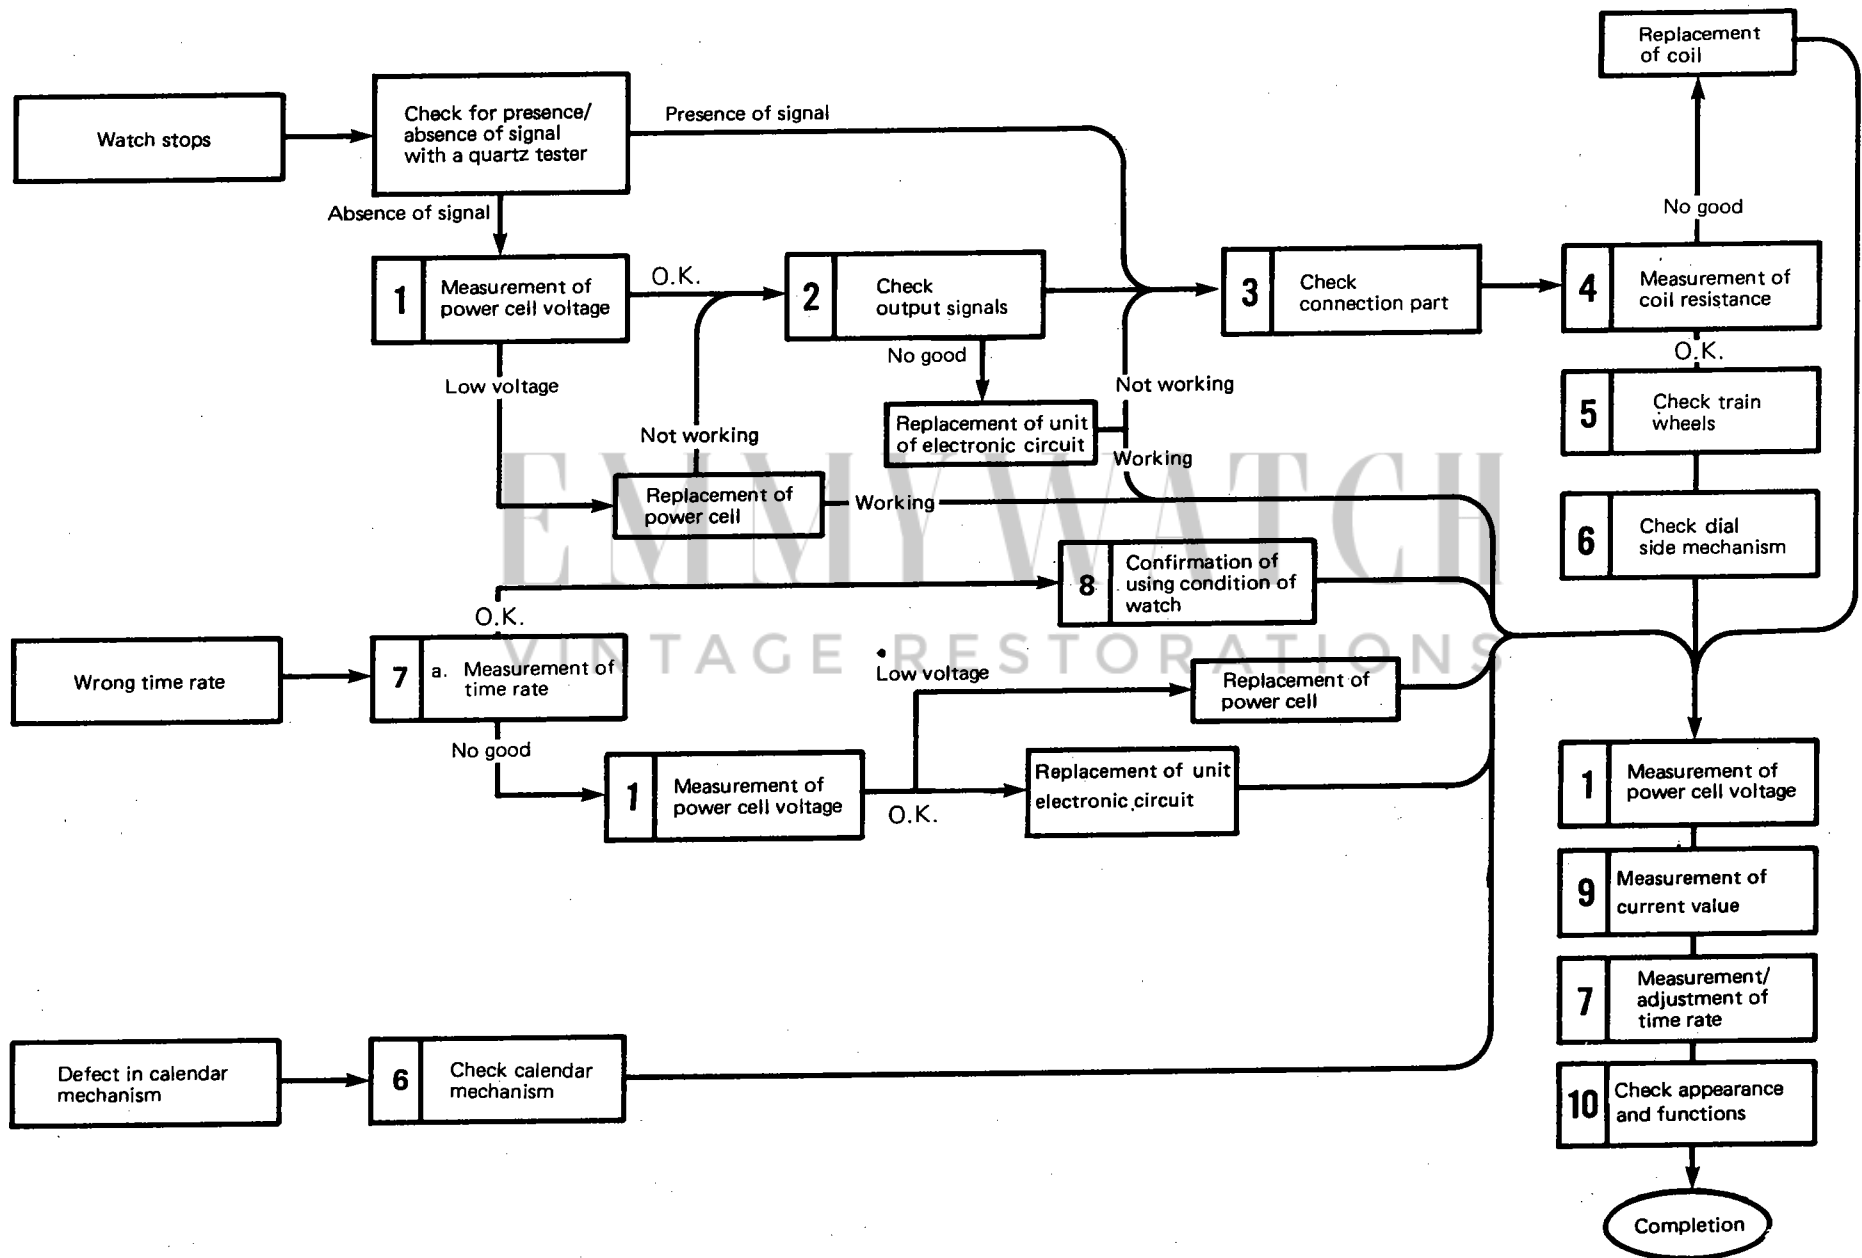 Replacement
of coil
Watch stops
Check for presence/
absence of signal
with a quartz tester
Presence of signal
Absence of signal
No good
1
Measurement of
power cell voltage
O.K.
2
Check
output signals
3
Check
connection part
4
Measurement of
coil resistance
No good
Low voltage
Not working
O.K.
Replacement of unit
of electronic circuit
5
Check train
wheels
Not working
Working
Replacement of
power cell
Working
6
Check dial
side mechanism
EMMYWATCH
VINTAGE RESTORATIONS
8
Confirmation of
using condition of
watch
O.K.
Wrong time rate
7
a. Measurement of
time rate
Low voltage
Replacement of
power cell
No good
1
Measurement of
power cell voltage
O.K.
Replacement of unit
electronic circuit
1
Measurement of
power cell voltage
9
Measurement of
current value
7
Measurement/
adjustment of
time rate
Defect in calendar
mechanism
6
Check calendar
mechanism
10
Check appearance
and functions
Completion